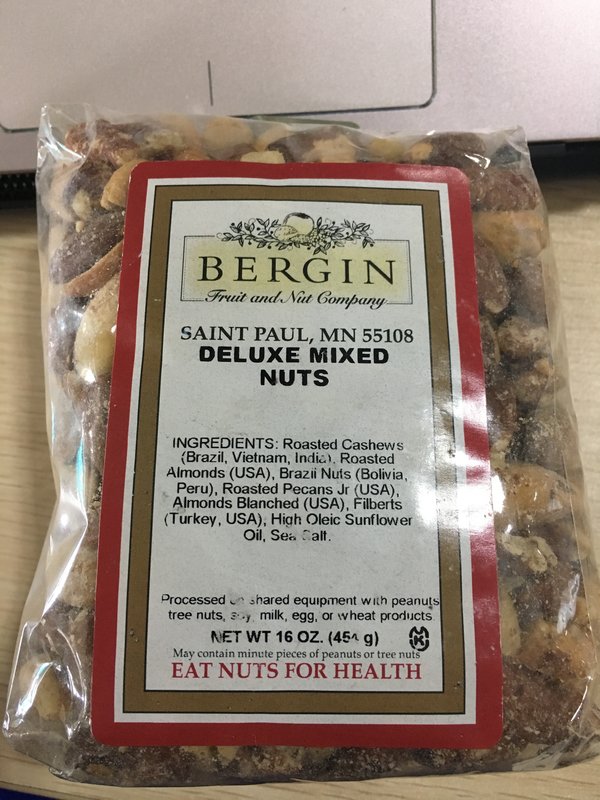 BERGIN
Fruit and Nut Company
SAINT PAUL, MN 55108
DELUXE MIXED
NUTS
INGREDIENTS: Roasted Cashews
(Brazil, Vietnam, India), Roasted
Almonds (USA), Brazil Nuts (Bolivia,
Peru), Roasted Pecans Jr (USA),
Almonds Blanched (USA), Filberts
(Turkey, USA), High Oleic Sunflower
Oil, Sea Salt.
Processed on shared equipment with peanuts
tree nuts, soy, milk, egg, or wheat products.
NET WT 16 OZ. (454 g)
May contain minute pieces of peanuts or tree nuts
EAT NUTS FOR HEALTH